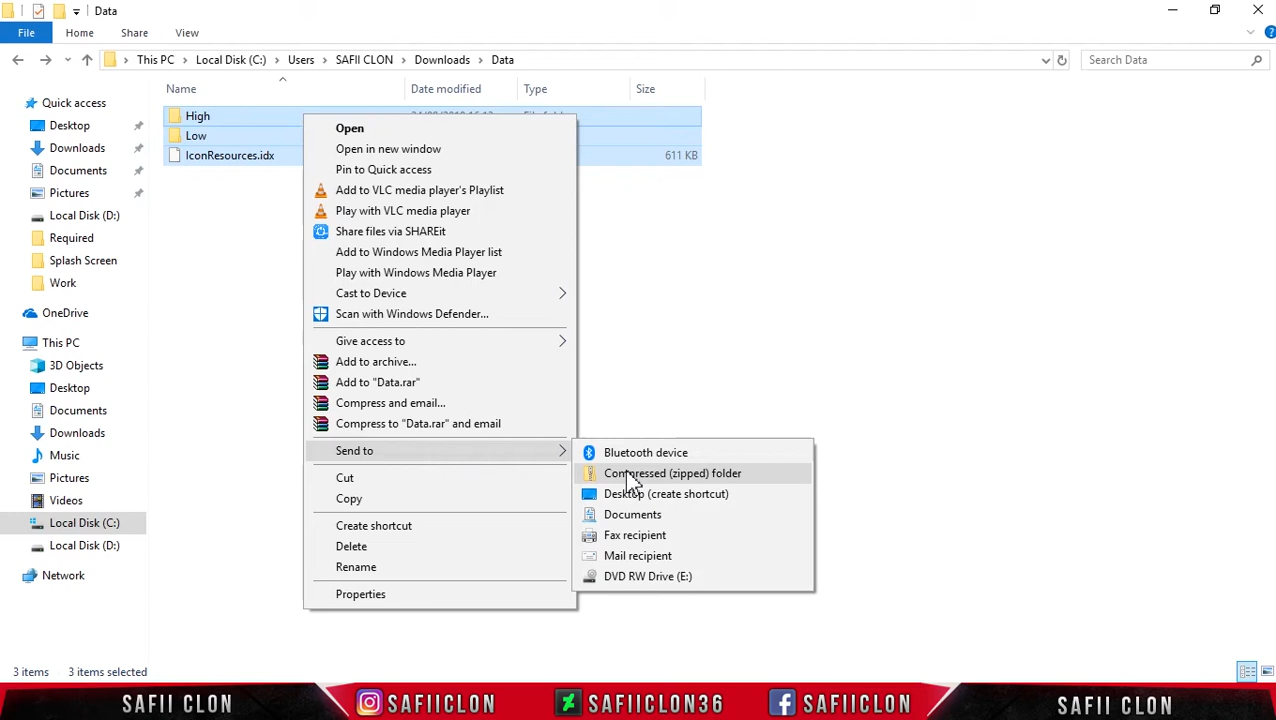 Data
File Home Share View
This PC Local Disk (C:) Users SAFII CLON Downloads Data
Search Data
Name Date modified Type Size
Quick access
Desktop
Downloads
Documents
Pictures
Local Disk (D:)
Required
Splash Screen
Work
OneDrive
This PC
3D Objects
Desktop
Documents
Downloads
Music
Pictures
Videos
Local Disk (C:)
Local Disk (D:)
Network
High
Low
IconResources.idx 611 KB
Open
Open in new window
Pin to Quick access
Add to VLC media player's Playlist
Play with VLC media player
Share files via SHAREit
Add to Windows Media Player list
Play with Windows Media Player
Cast to Device
Scan with Windows Defender...
Give access to
Add to archive...
Add to "Data.rar"
Compress and email...
Compress to "Data.rar" and email
Send to
Cut
Copy
Create shortcut
Delete
Rename
Properties
Bluetooth device
Compressed (zipped) folder
Desktop (create shortcut)
Documents
Fax recipient
Mail recipient
DVD RW Drive (E:)
3 items 3 items selected
SAFII CLON SAFIICLON SAFIICLON36 SAFIICLON SAFII CLON